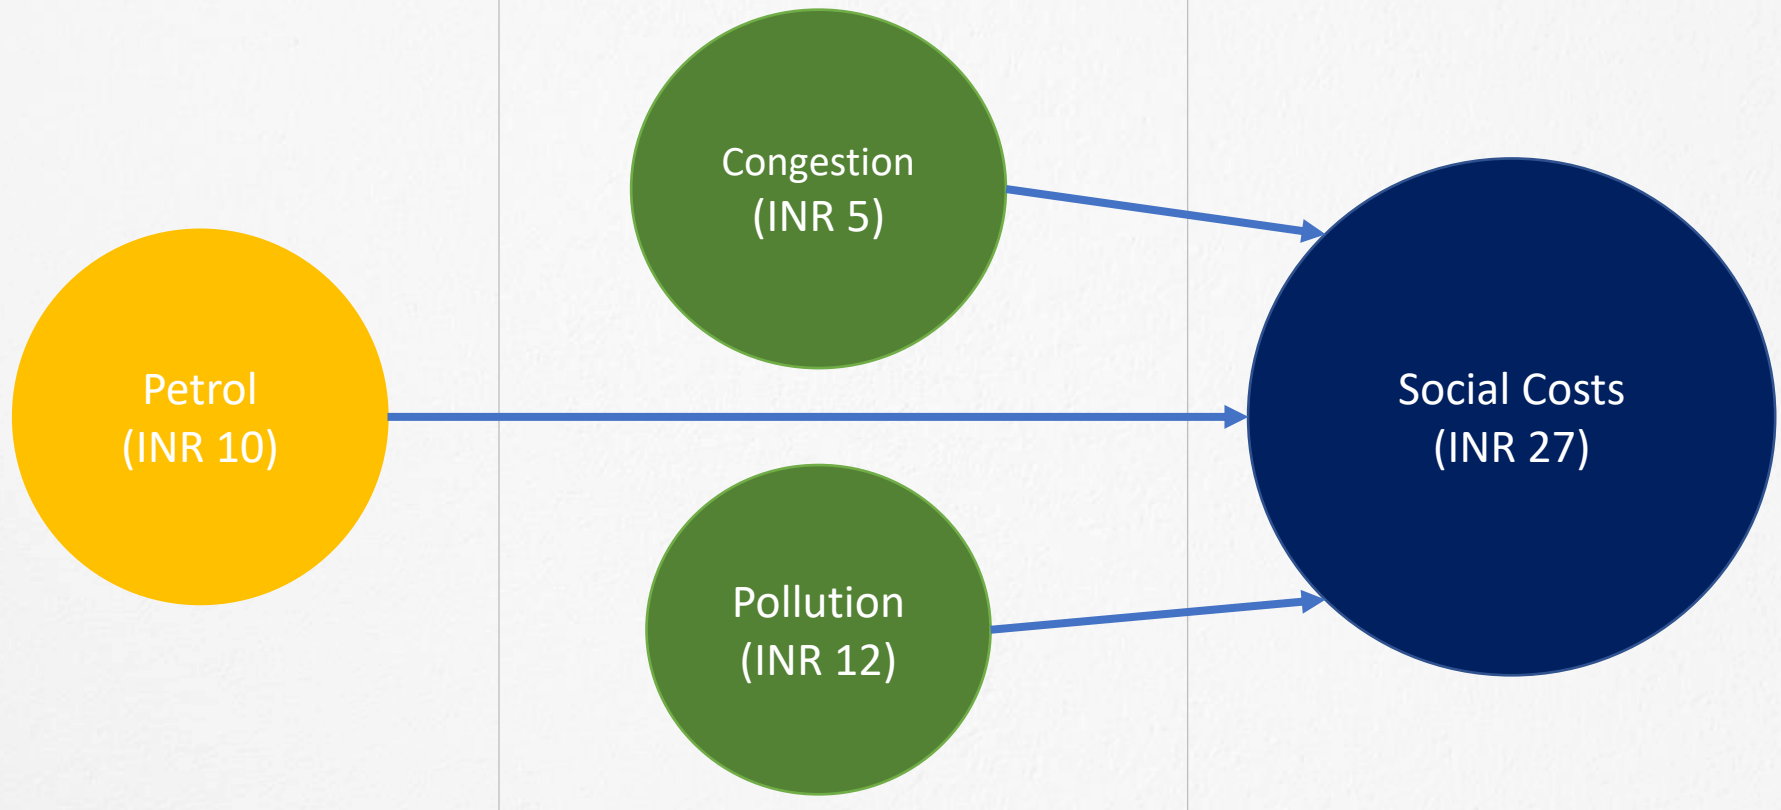 Petrol
(INR 10)
Congestion
(INR 5)
Pollution
(INR 12)
Social Costs
(INR 27)